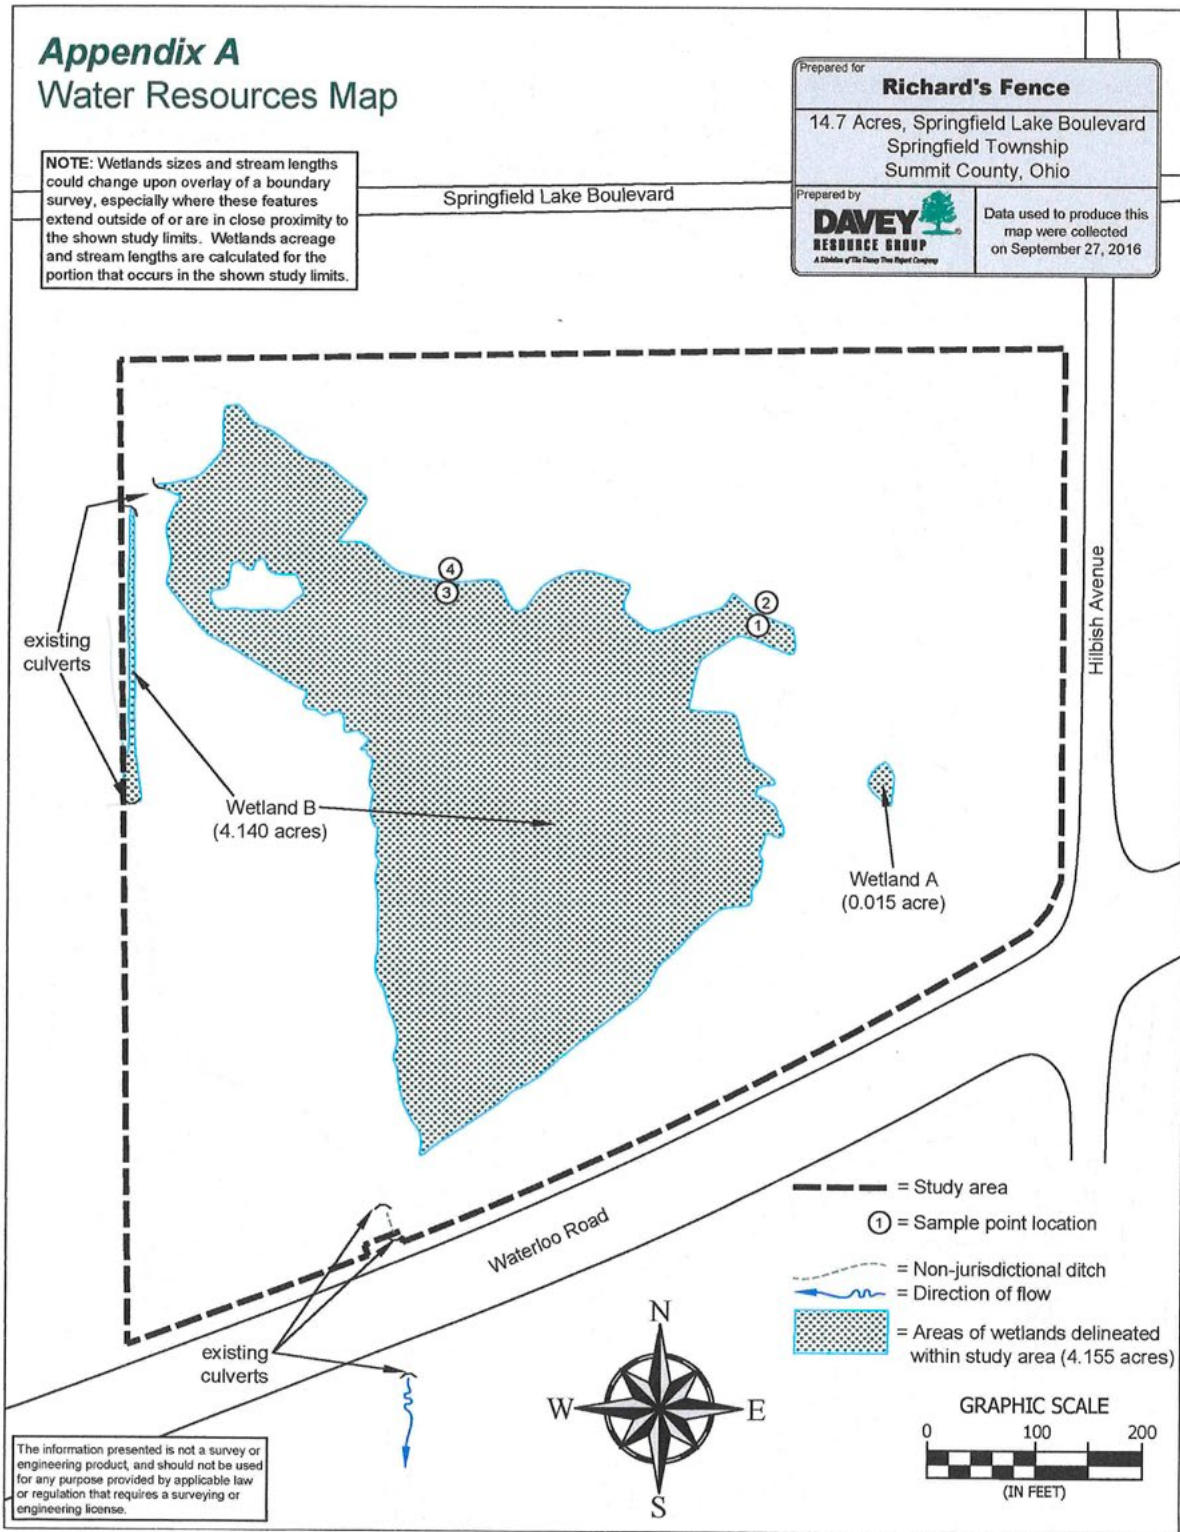 Appendix A
Water Resources Map
NOTE: Wetlands sizes and stream lengths
could change upon overlay of a boundary
survey, especially where these features
extend outside of or are in close proximity to
the shown study limits. Wetlands acreage
and stream lengths are calculated for the
portion that occurs in the shown study limits.
Prepared for
Richard's Fence
14.7 Acres, Springfield Lake Boulevard
Springfield Township
Summit County, Ohio
Prepared by
DAVEY
RESOURCE GROUP
A Division of The Davey Tree Expert Company
Data used to produce this
map were collected
on September 27, 2016
Springfield Lake Boulevard
Hilbish Avenue
4
3
2
1
existing
culverts
Wetland B
(4.140 acres)
Wetland A
(0.015 acre)
Waterloo Road
existing
culverts
= Study area
1 = Sample point location
= Non-jurisdictional ditch
= Direction of flow
= Areas of wetlands delineated
within study area (4.155 acres)
N
W
E
S
GRAPHIC SCALE
0 100 200
(IN FEET)
The information presented is not a survey or
engineering product, and should not be used
for any purpose provided by applicable law
or regulation that requires a surveying or
engineering license.